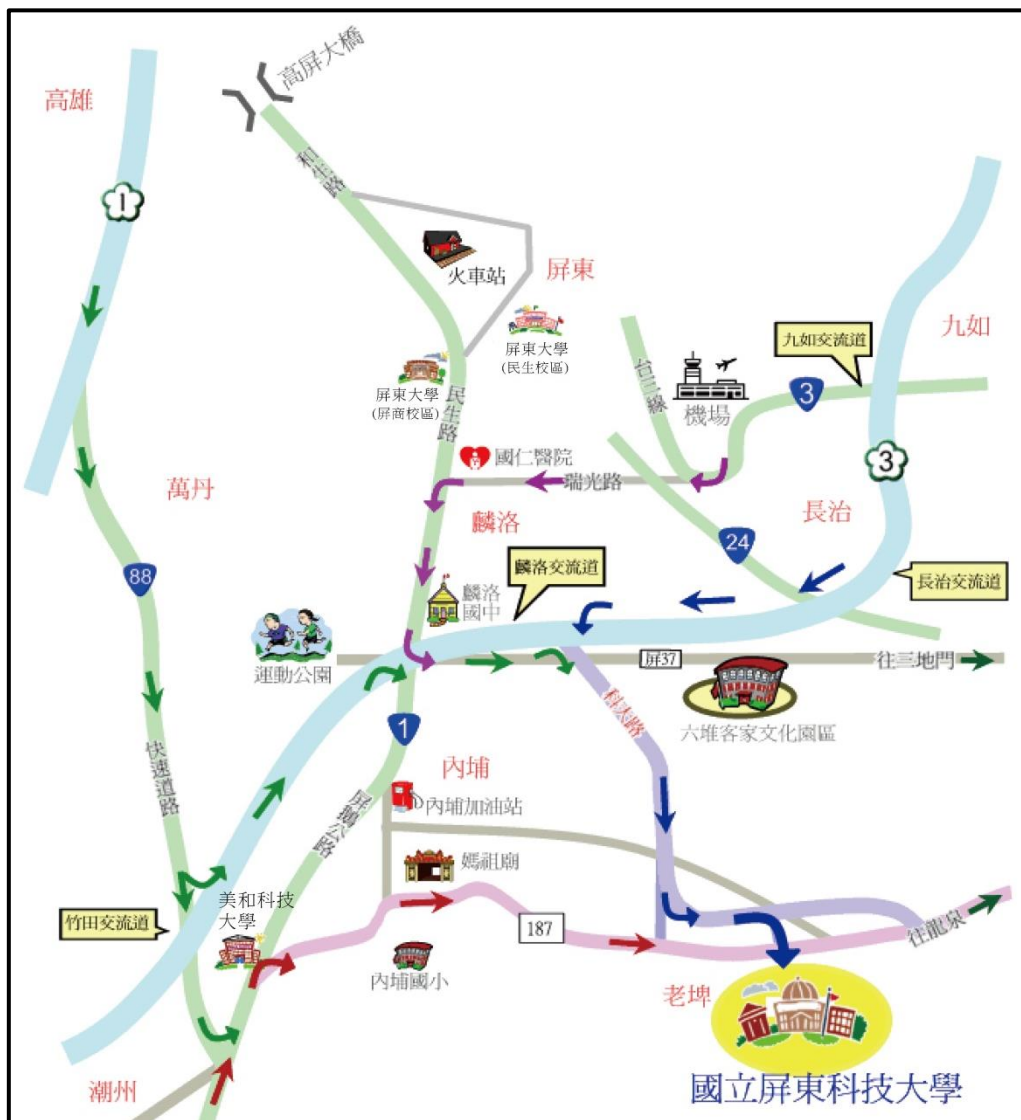 高屏大橋
高雄
1
和生路
火車站
屏東
九如
屏東大學
(民生校區)
九如交流道
屏東大學
(屏商校區)
民生路
台三線
機場
3
國仁醫院
瑞光路
3
萬丹
麟洛
長治
24
88
麟洛交流道
長治交流道
麟洛
國中
運動公園
屏37
往三地門
科大路
六堆客家文化園區
1
快速道路
屏鵝公路
內埔
內埔加油站
媽祖廟
美和科技
大學
竹田交流道
187
往龍泉
內埔國小
老埤
潮州
國立屏東科技大學